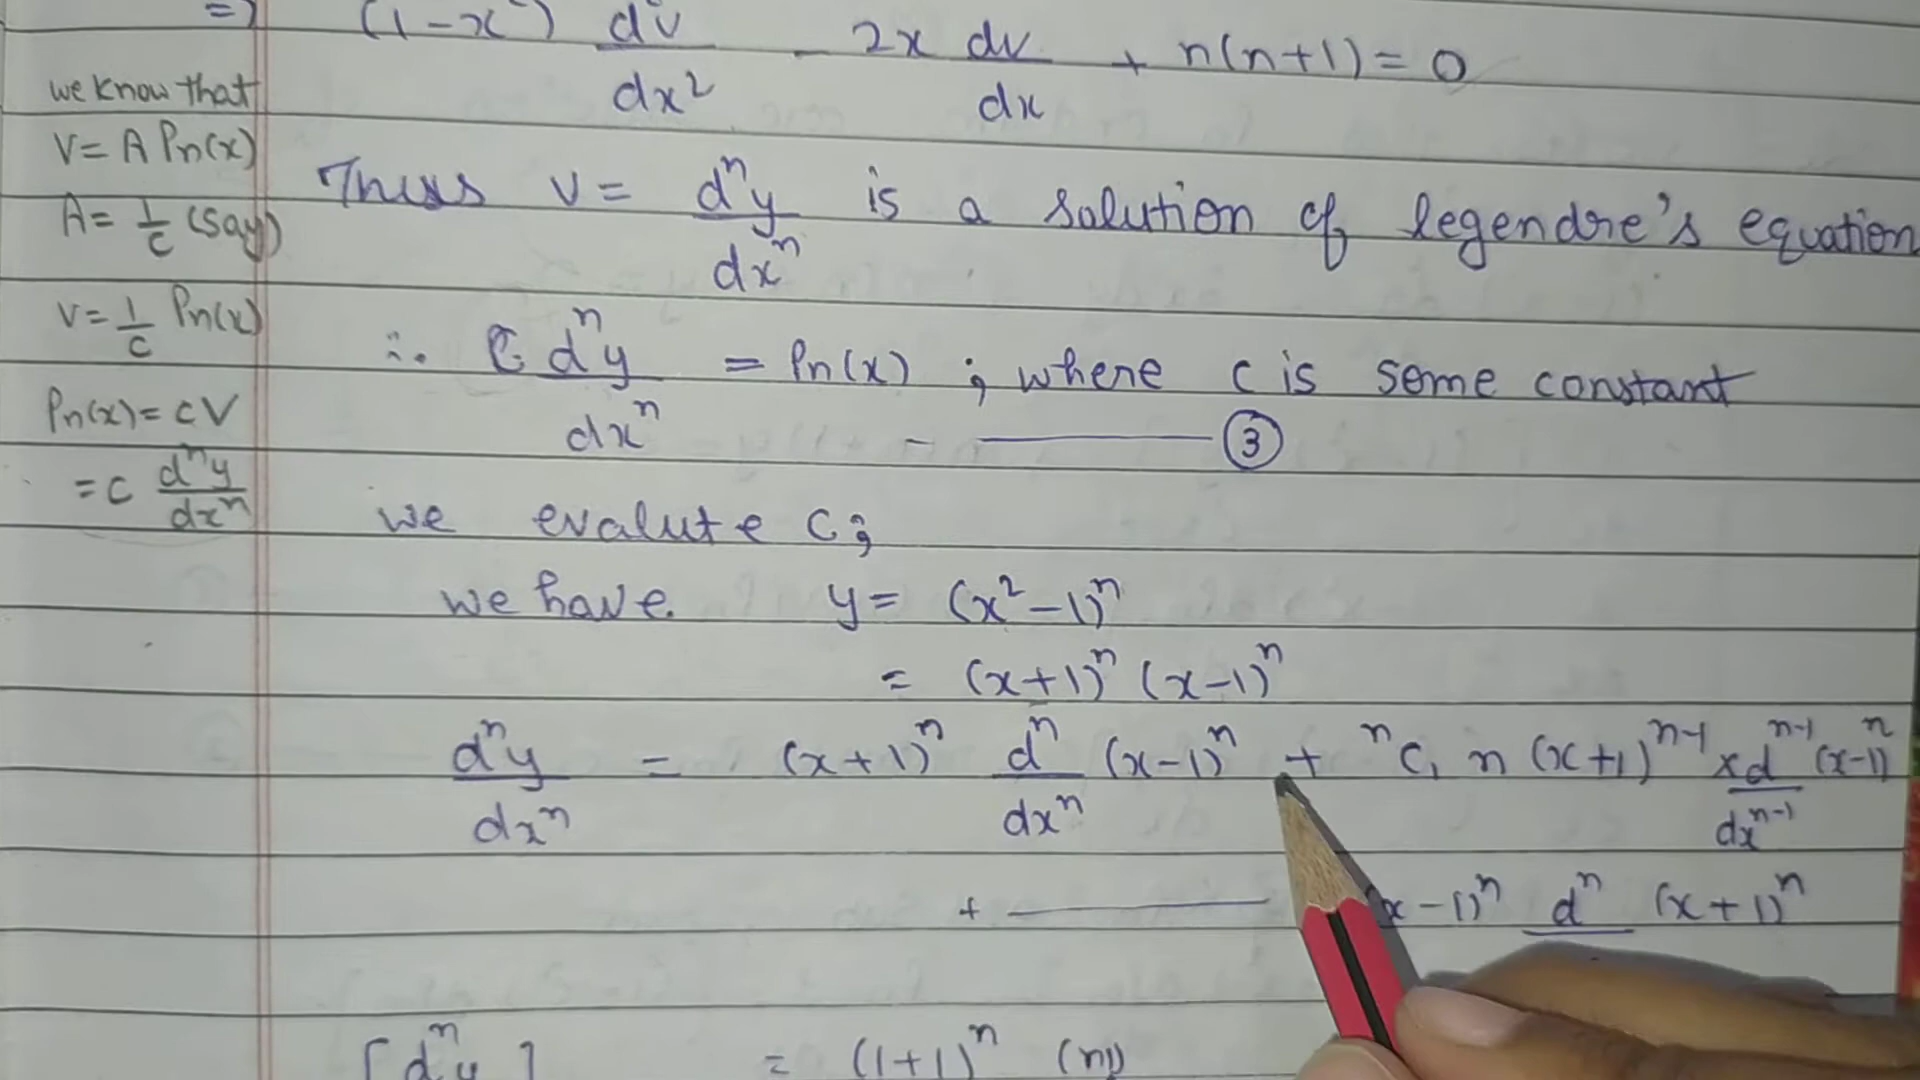 => (1-x²) d²v/dx² - 2x dv/dx + n(n+1) = 0
we know that
v = A Pn(x)
A = 1/c (say)
v = 1/c Pn(x)
Pn(x) = cV
= c dⁿy/dxⁿ
Thus v = dⁿy/dxⁿ is a solution of legendre's equation
∴ C dⁿy/dxⁿ = Pn(x) ; where c is some constant
- ——— ③
we evalute C;
we have. y = (x²-1)ⁿ
= (x+1)ⁿ (x-1)ⁿ
dⁿy/dxⁿ = (x+1)ⁿ dⁿ/dxⁿ (x-1)ⁿ + ⁿC₁ n (x+1)ⁿ⁻¹ × dⁿ⁻¹/dxⁿ⁻¹ (x-1)ⁿ
+ ——— x-1)ⁿ dⁿ (x+1)ⁿ
[dⁿy] = (1+1)ⁿ (n!)